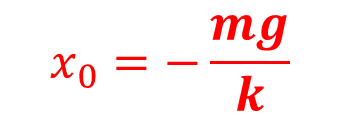 x₀ = − mg/k